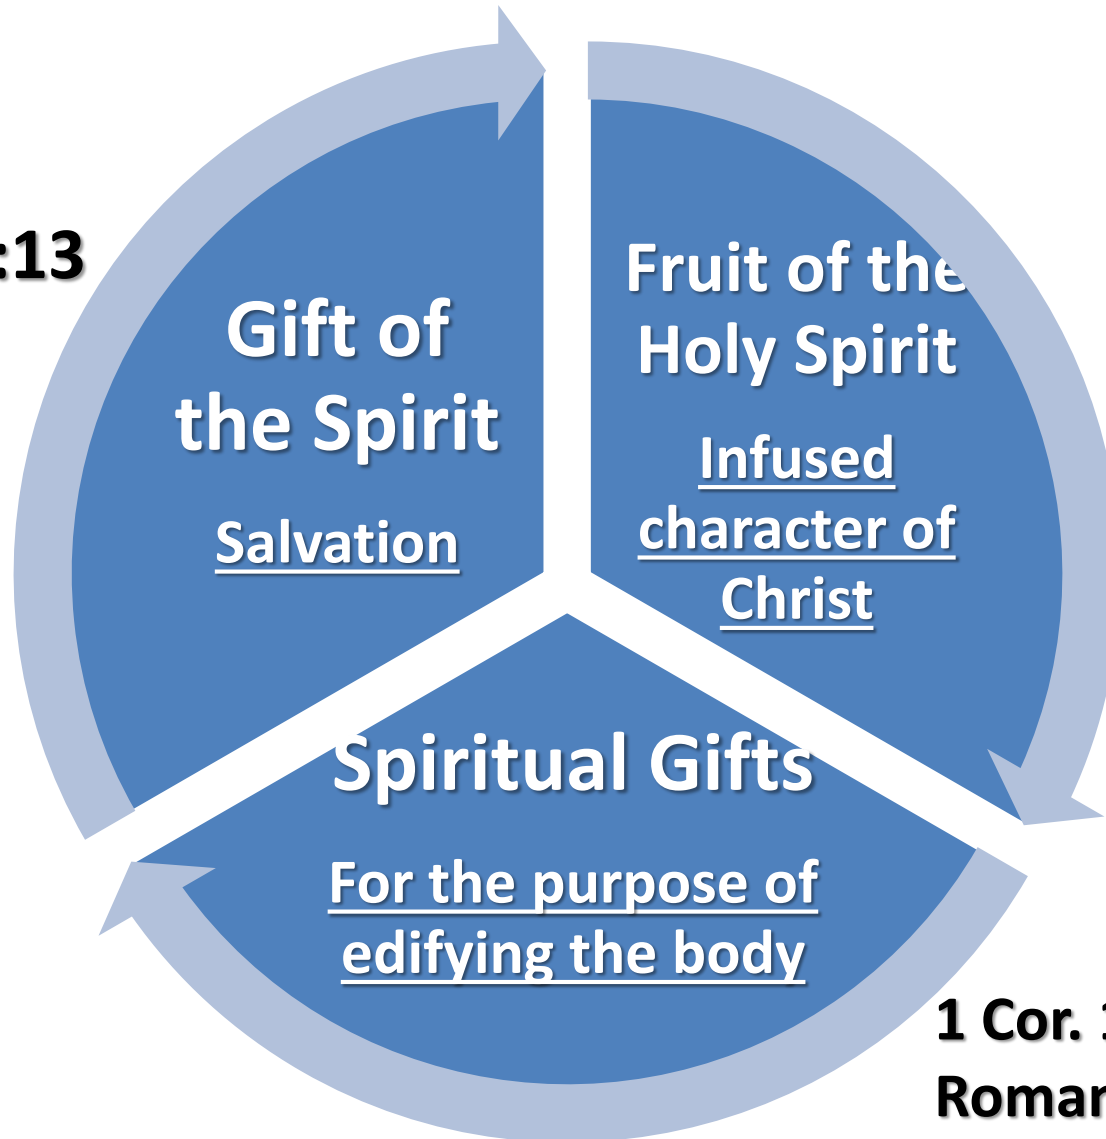 :13
Gift of
the Spirit
Salvation
Fruit of the
Holy Spirit
Infused
character of
Christ
Spiritual Gifts
For the purpose of
edifying the body
1 Cor.